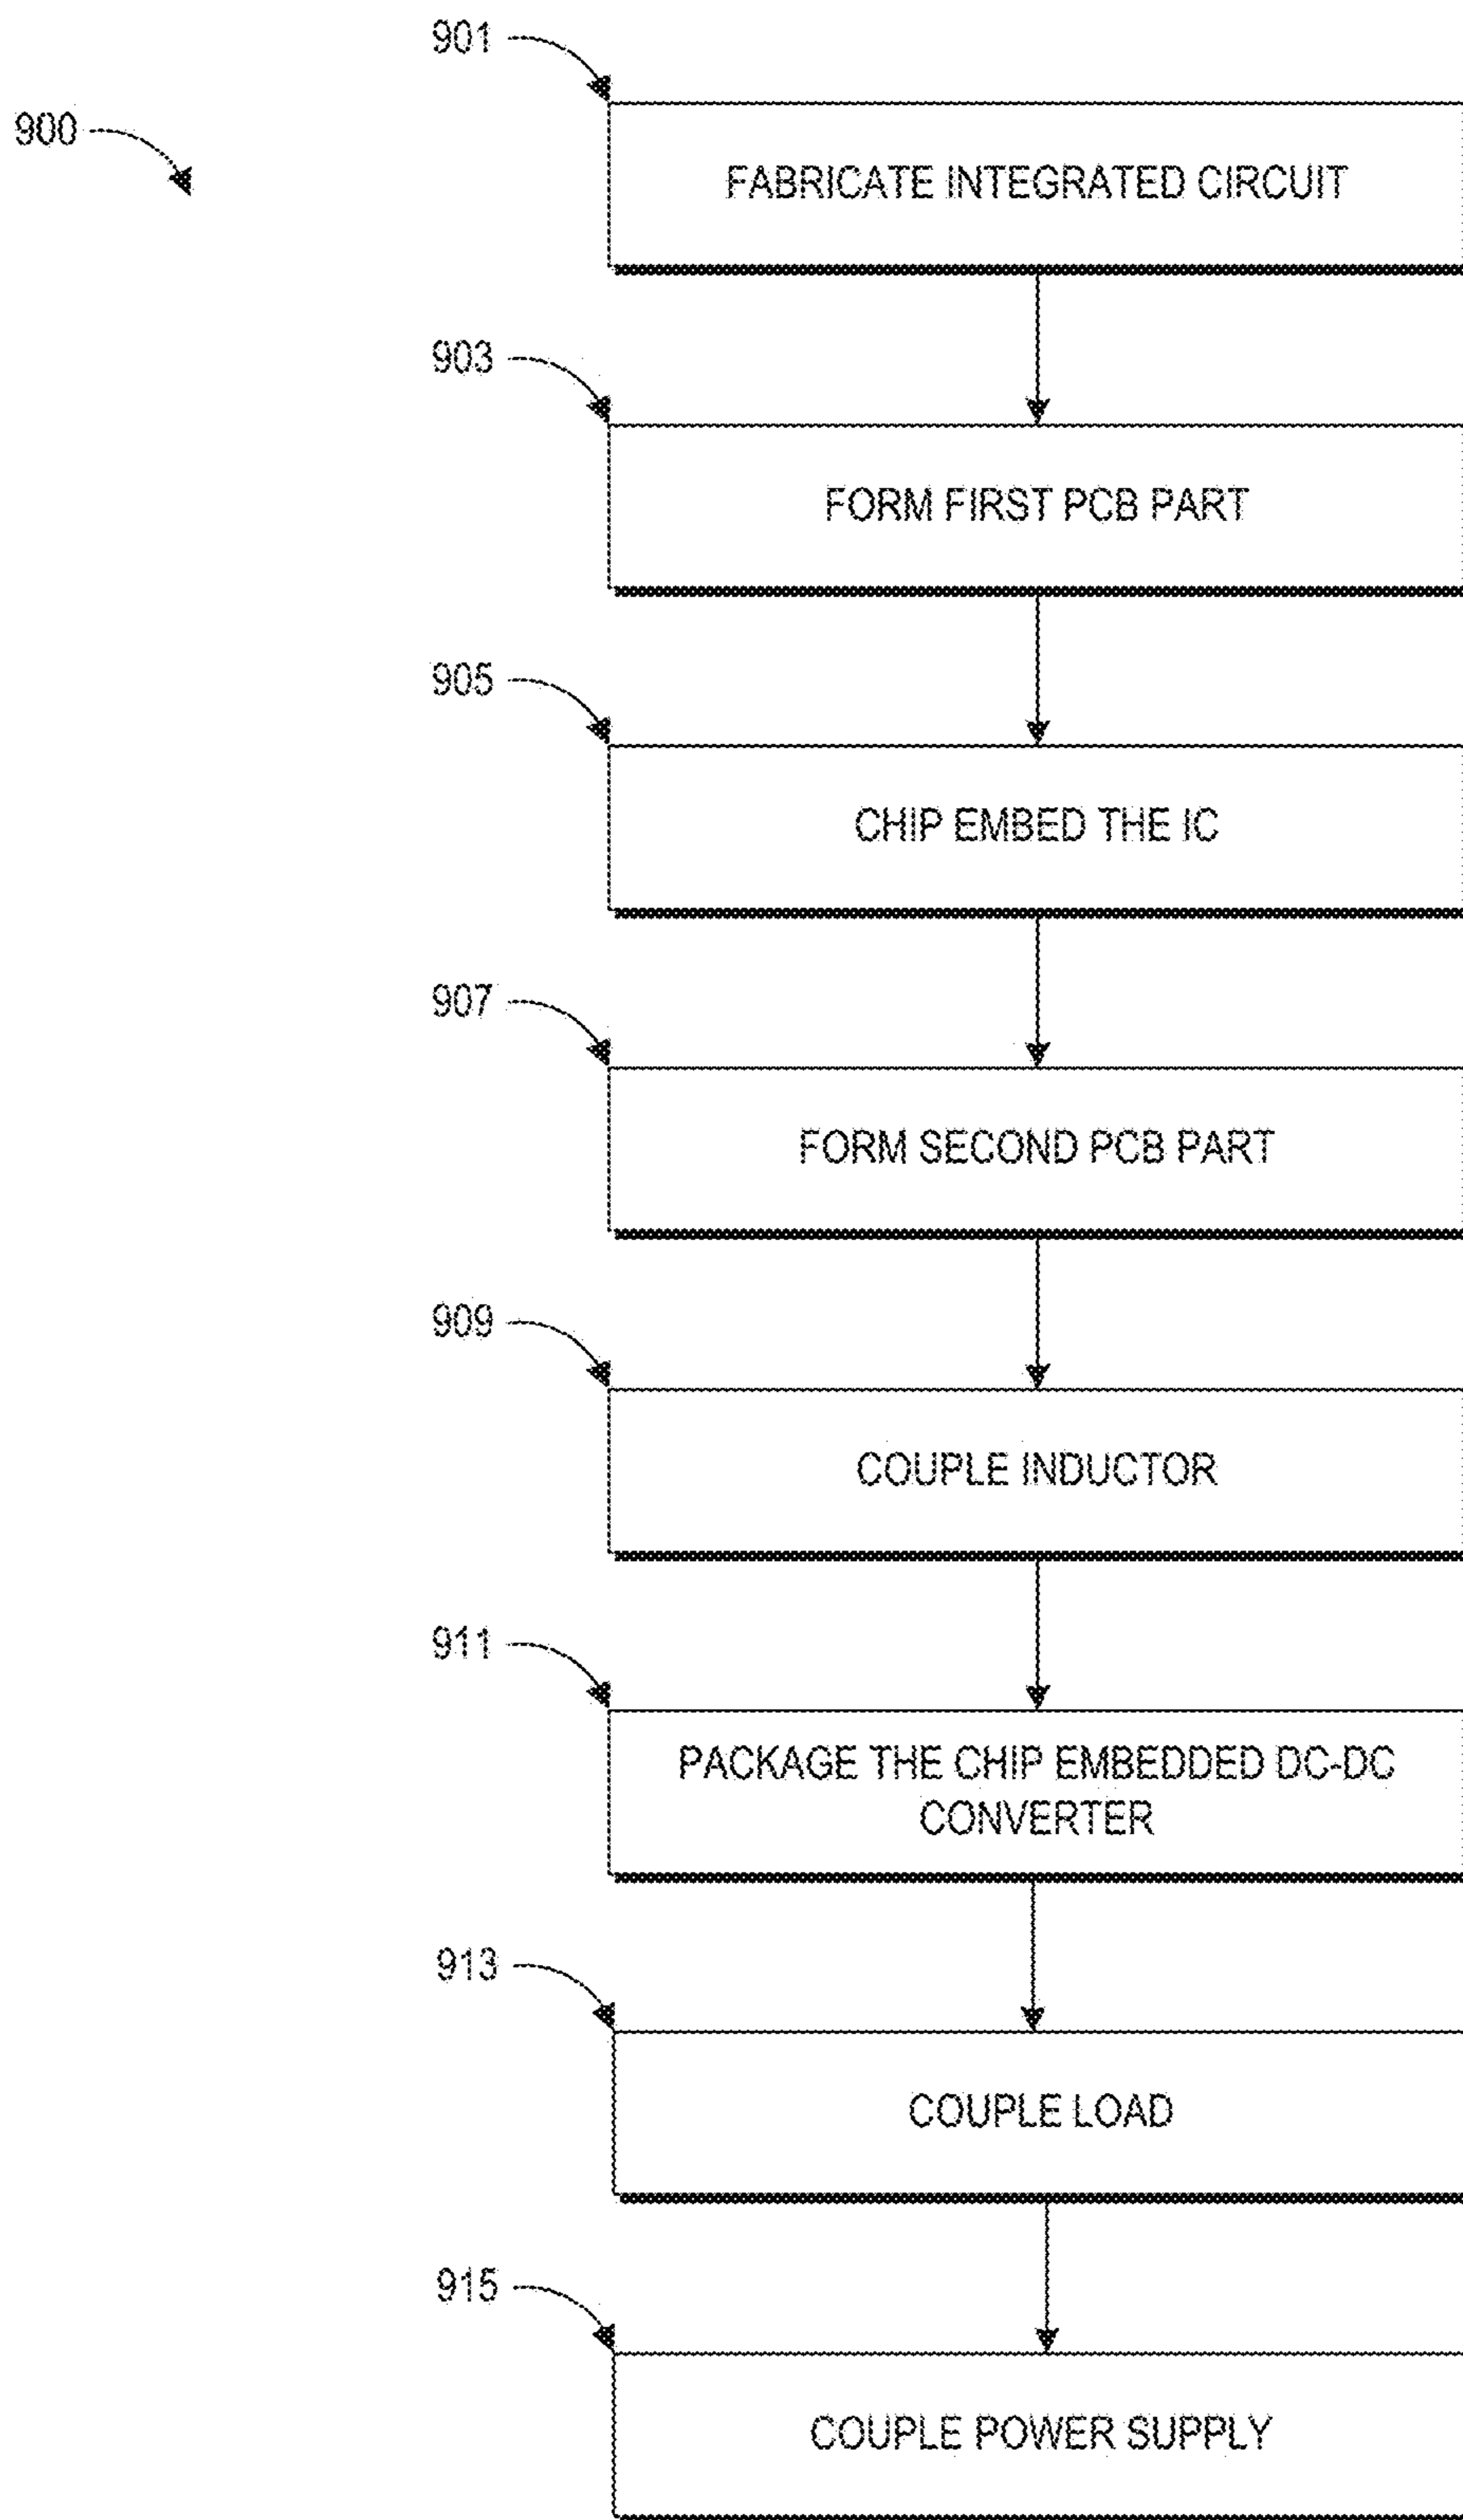 901
900
FABRICATE INTEGRATED CIRCUIT
903
FORM FIRST PCB PART
905
CHIP EMBED THE IC
907
FORM SECOND PCB PART
909
COUPLE INDUCTOR
911
PACKAGE THE CHIP EMBEDDED DC-DC
CONVERTER
913
COUPLE LOAD
915
COUPLE POWER SUPPLY